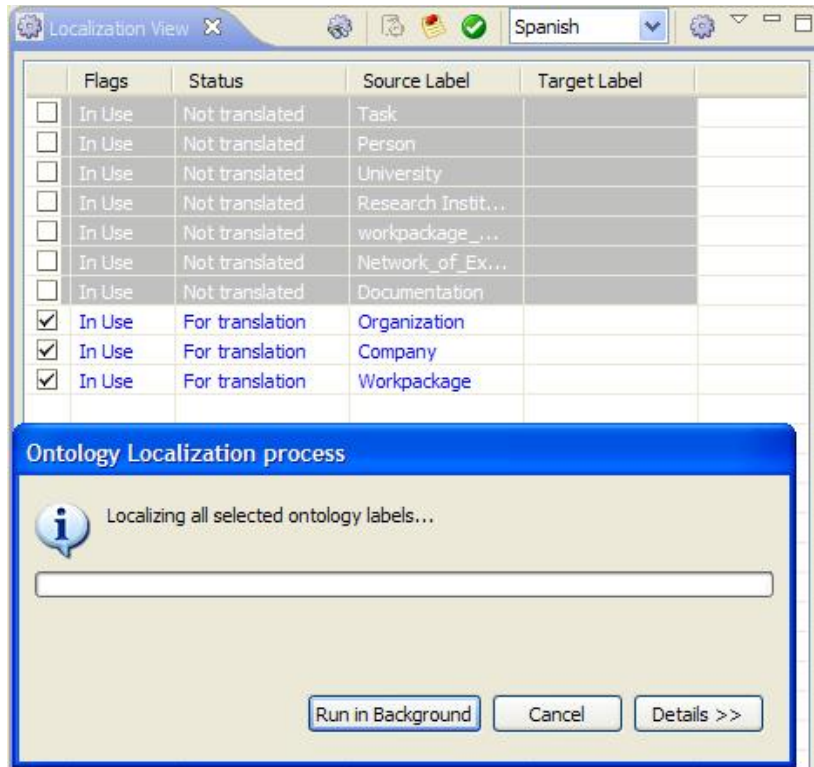 Localization View Spanish
Flags Status Source Label Target Label
In Use Not translated Task
In Use Not translated Person
In Use Not translated University
In Use Not translated Research Instit...
In Use Not translated workpackage_...
In Use Not translated Network_of_Ex...
In Use Not translated Documentation
In Use For translation Organization
In Use For translation Company
In Use For translation Workpackage
Ontology Localization process
Localizing all selected ontology labels...
Run in Background Cancel Details >>